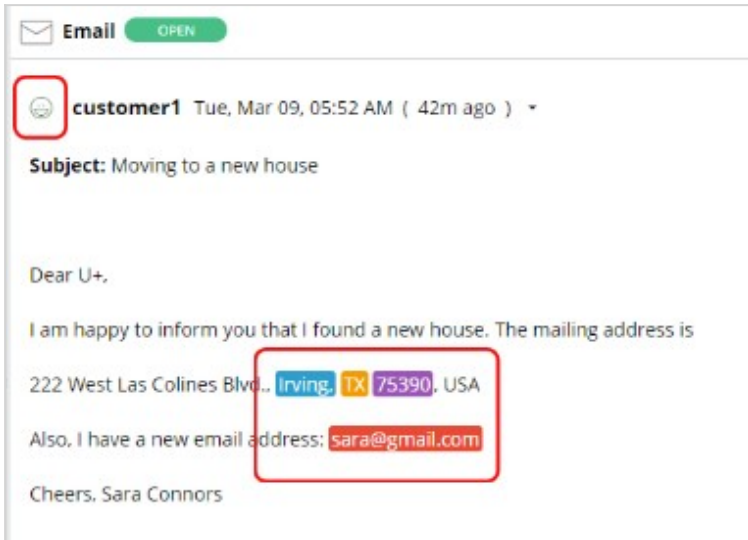 Email OPEN
customer1 Tue, Mar 09, 05:52 AM ( 42m ago )
Subject: Moving to a new house
Dear U+,
I am happy to inform you that I found a new house. The mailing address is
222 West Las Colines Blvd., Irving, TX 75390, USA
Also, I have a new email address: sara@gmail.com
Cheers, Sara Connors